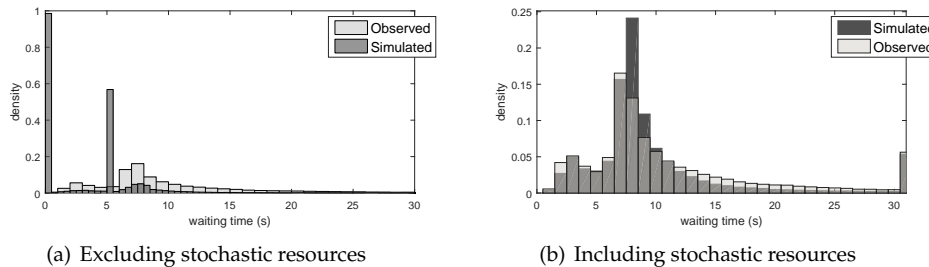 1
0.8
0.6
0.4
0.2
0
density
0 5 10 15 20 25 30
waiting time (s)
Observed
Simulated
(a) Excluding stochastic resources
0.25
0.2
0.15
0.1
0.05
0
density
0 5 10 15 20 25 30
waiting time (s)
Simulated
Observed
(b) Including stochastic resources